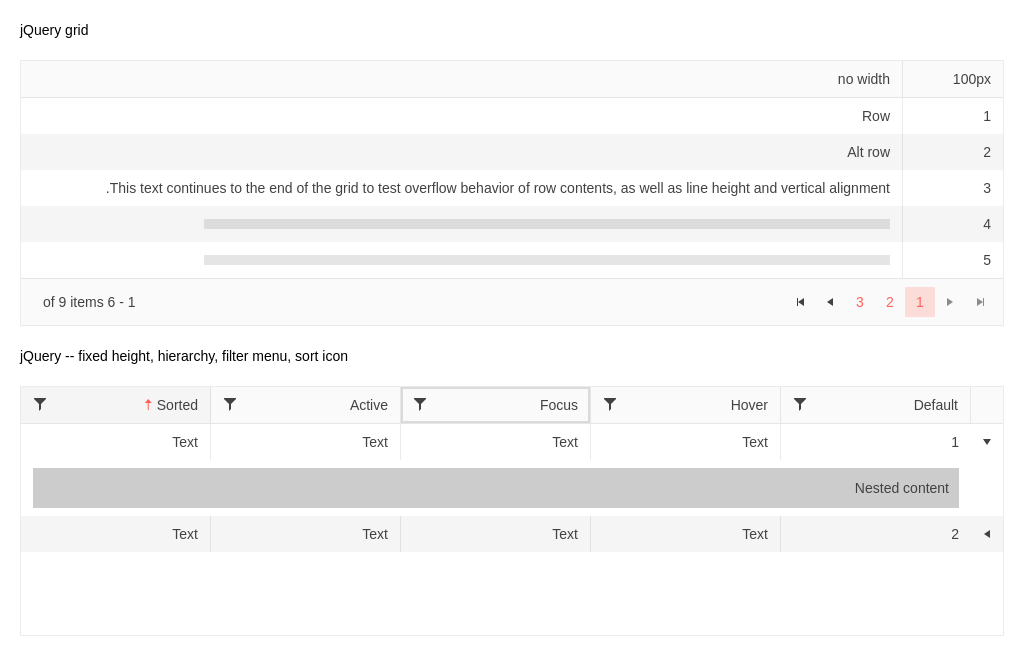 jQuery grid
no width 100px
Row 1
Alt row 2
.This text continues to the end of the grid to test overflow behavior of row contents, as well as line height and vertical alignment 3
4
5
of 9 items 6 - 1 3 2 1
jQuery -- fixed height, hierarchy, filter menu, sort icon
Sorted Active Focus Hover Default
Text Text Text Text 1
Nested content
Text Text Text Text 2